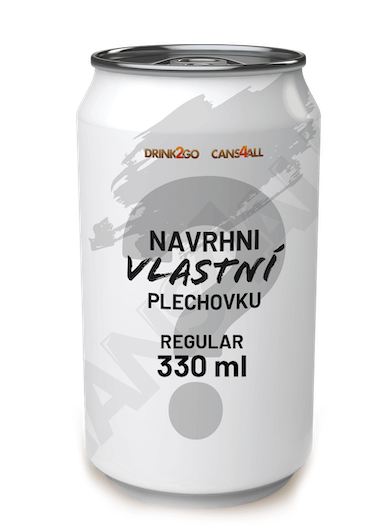 DRINK2GO CANS4ALL
NAVRHNI
VLASTNÍ
PLECHOVKU
REGULAR
330 ml